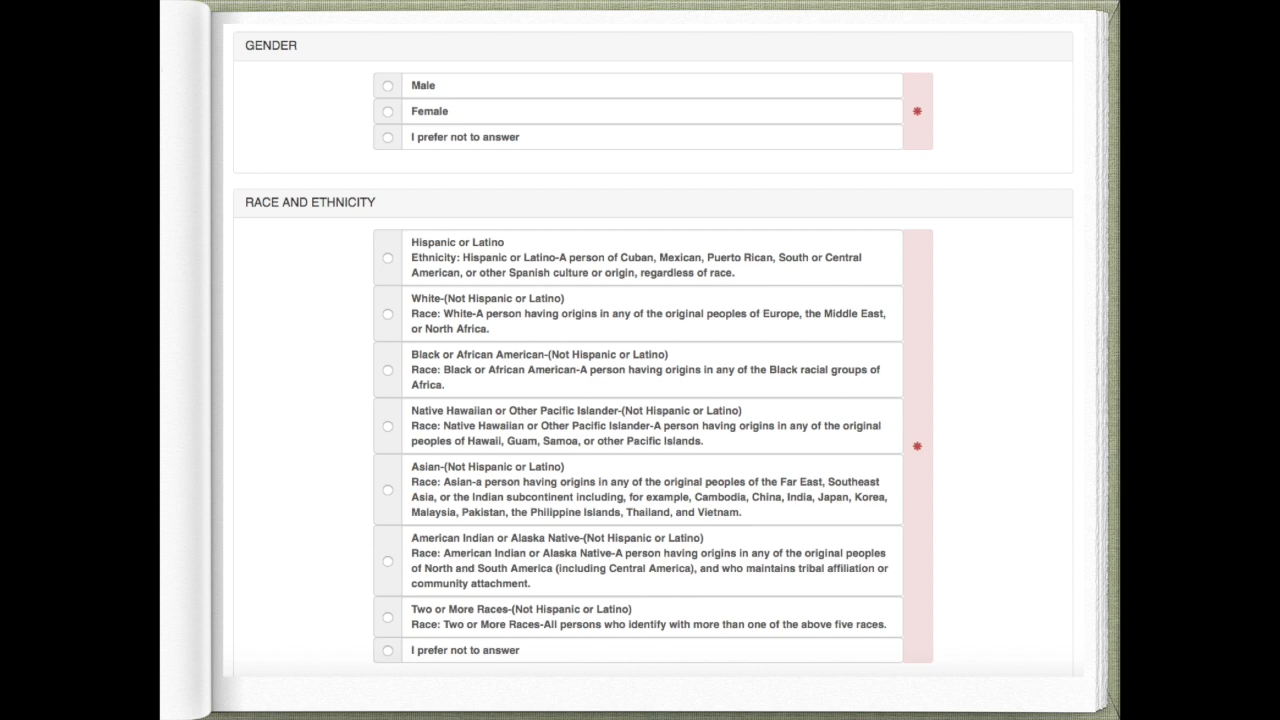 GENDER
Male
Female
I prefer not to answer
RACE AND ETHNICITY
Hispanic or Latino
Ethnicity: Hispanic or Latino-A person of Cuban, Mexican, Puerto Rican, South or Central
American, or other Spanish culture or origin, regardless of race.
White-(Not Hispanic or Latino)
Race: White-A person having origins in any of the original peoples of Europe, the Middle East,
or North Africa.
Black or African American-(Not Hispanic or Latino)
Race: Black or African American-A person having origins in any of the Black racial groups of
Africa.
Native Hawaiian or Other Pacific Islander-(Not Hispanic or Latino)
Race: Native Hawaiian or Other Pacific Islander-A person having origins in any of the original
peoples of Hawaii, Guam, Samoa, or other Pacific Islands.
Asian-(Not Hispanic or Latino)
Race: Asian-a person having origins in any of the original peoples of the Far East, Southeast
Asia, or the Indian subcontinent including, for example, Cambodia, China, India, Japan, Korea,
Malaysia, Pakistan, the Philippine Islands, Thailand, and Vietnam.
American Indian or Alaska Native-(Not Hispanic or Latino)
Race: American Indian or Alaska Native-A person having origins in any of the original peoples
of North and South America (including Central America), and who maintains tribal affiliation or
community attachment.
Two or More Races-(Not Hispanic or Latino)
Race: Two or More Races-All persons who identify with more than one of the above five races.
I prefer not to answer